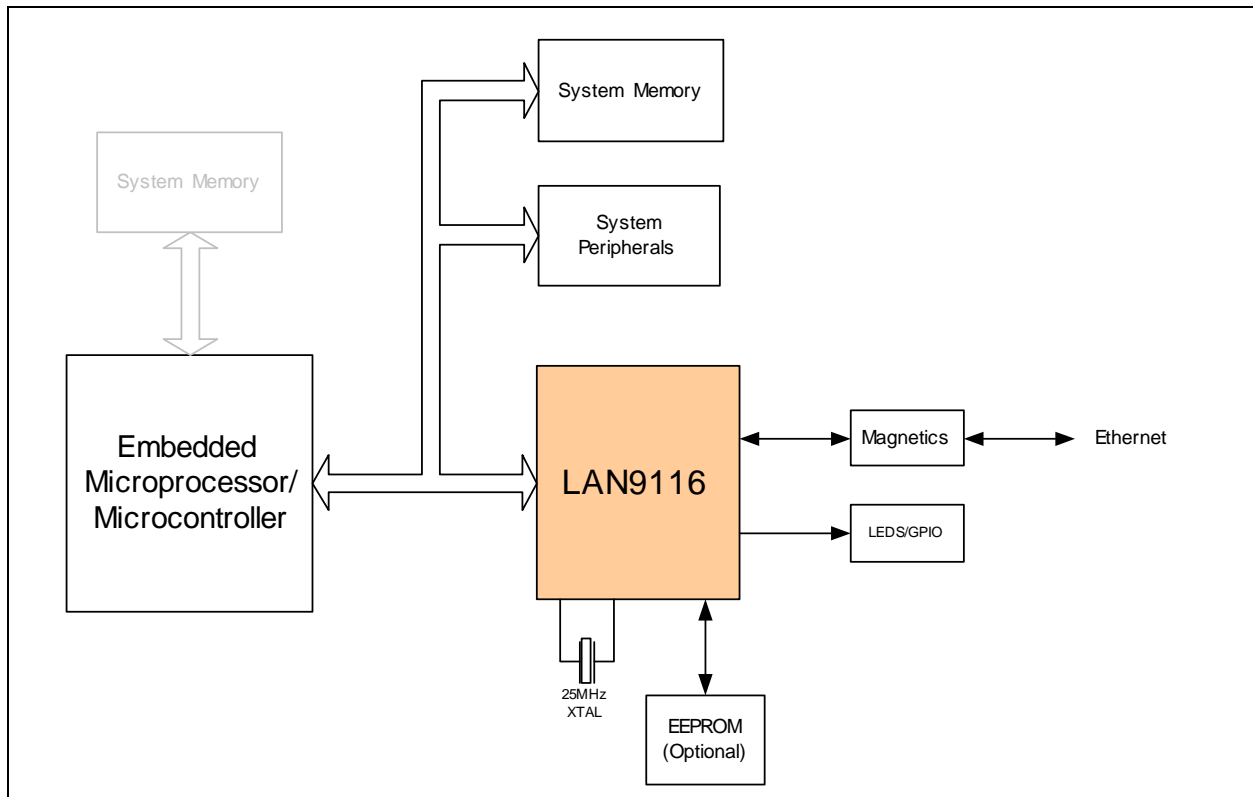 System Memory
System Memory
System
Peripherals
Embedded
Microprocessor/
Microcontroller
LAN9116
Magnetics
Ethernet
LEDS/GPIO
25MHz
XTAL
EEPROM
(Optional)